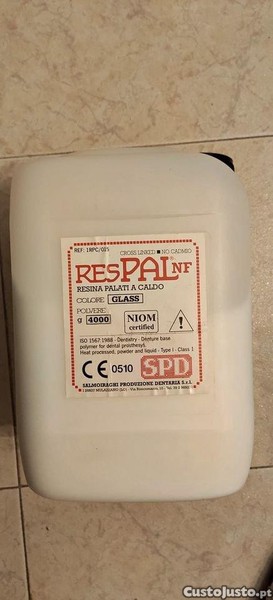 REF: 1RPC/025
CROSS LINKED ■ NO CADMIO
RESPAL® NF
RESINA PALATI A CALDO
COLORE GLASS
POLVERE
g 4000
NIOM
certified
ISO 1567.1988 - Dentistry - Denture base
polymer for dental prosthesys.
Heat processed, powder and liquid - Type I - Class 1
CE 0510 SPD
SALMOIRAGHI PRODUZIONE DENTARIA S.r.l.
CustoJusto.pt